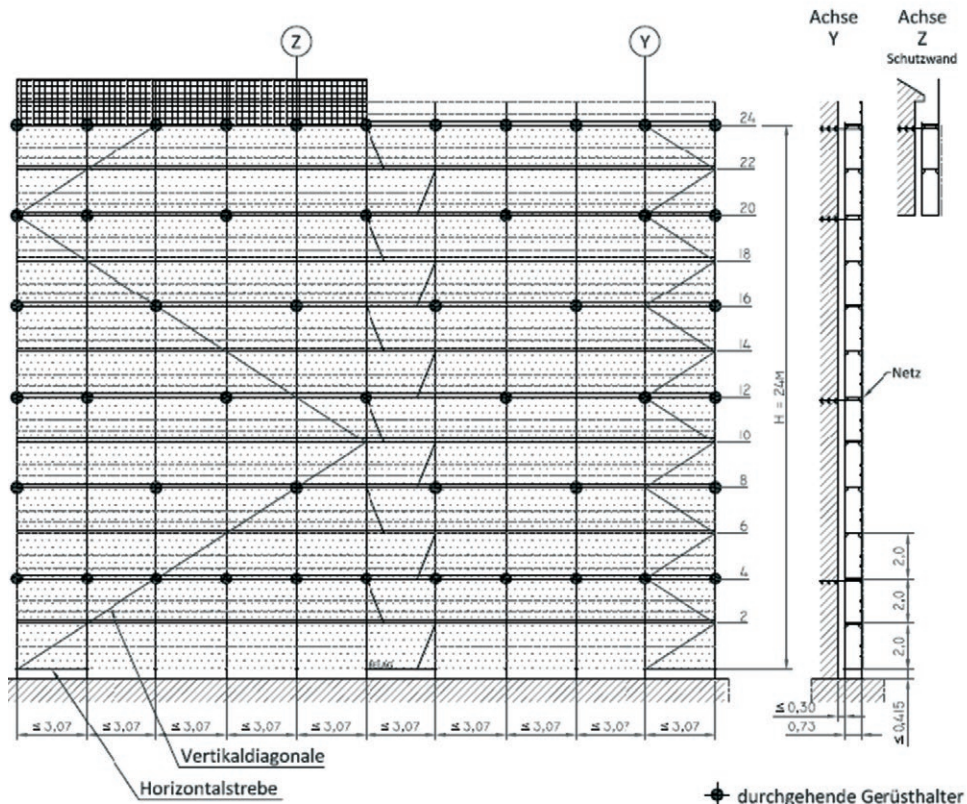 Z
Y
Achse
Y
Achse
Z
Schutzwand
24
22
20
18
16
14
12
10
8
6
4
2
H = 24M
Netz
2,0
2,0
2,0
≤ 0,30
0,73
≤ 0,415
≤ 3,07
≤ 3,07
≤ 3,07
≤ 3,07
≤ 3,07
≤ 3,07
≤ 3,07
≤ 3,07
≤ 3,07
≤ 3,07
Vertikaldiagonale
Horizontalstrebe
durchgehende Gerüsthalter